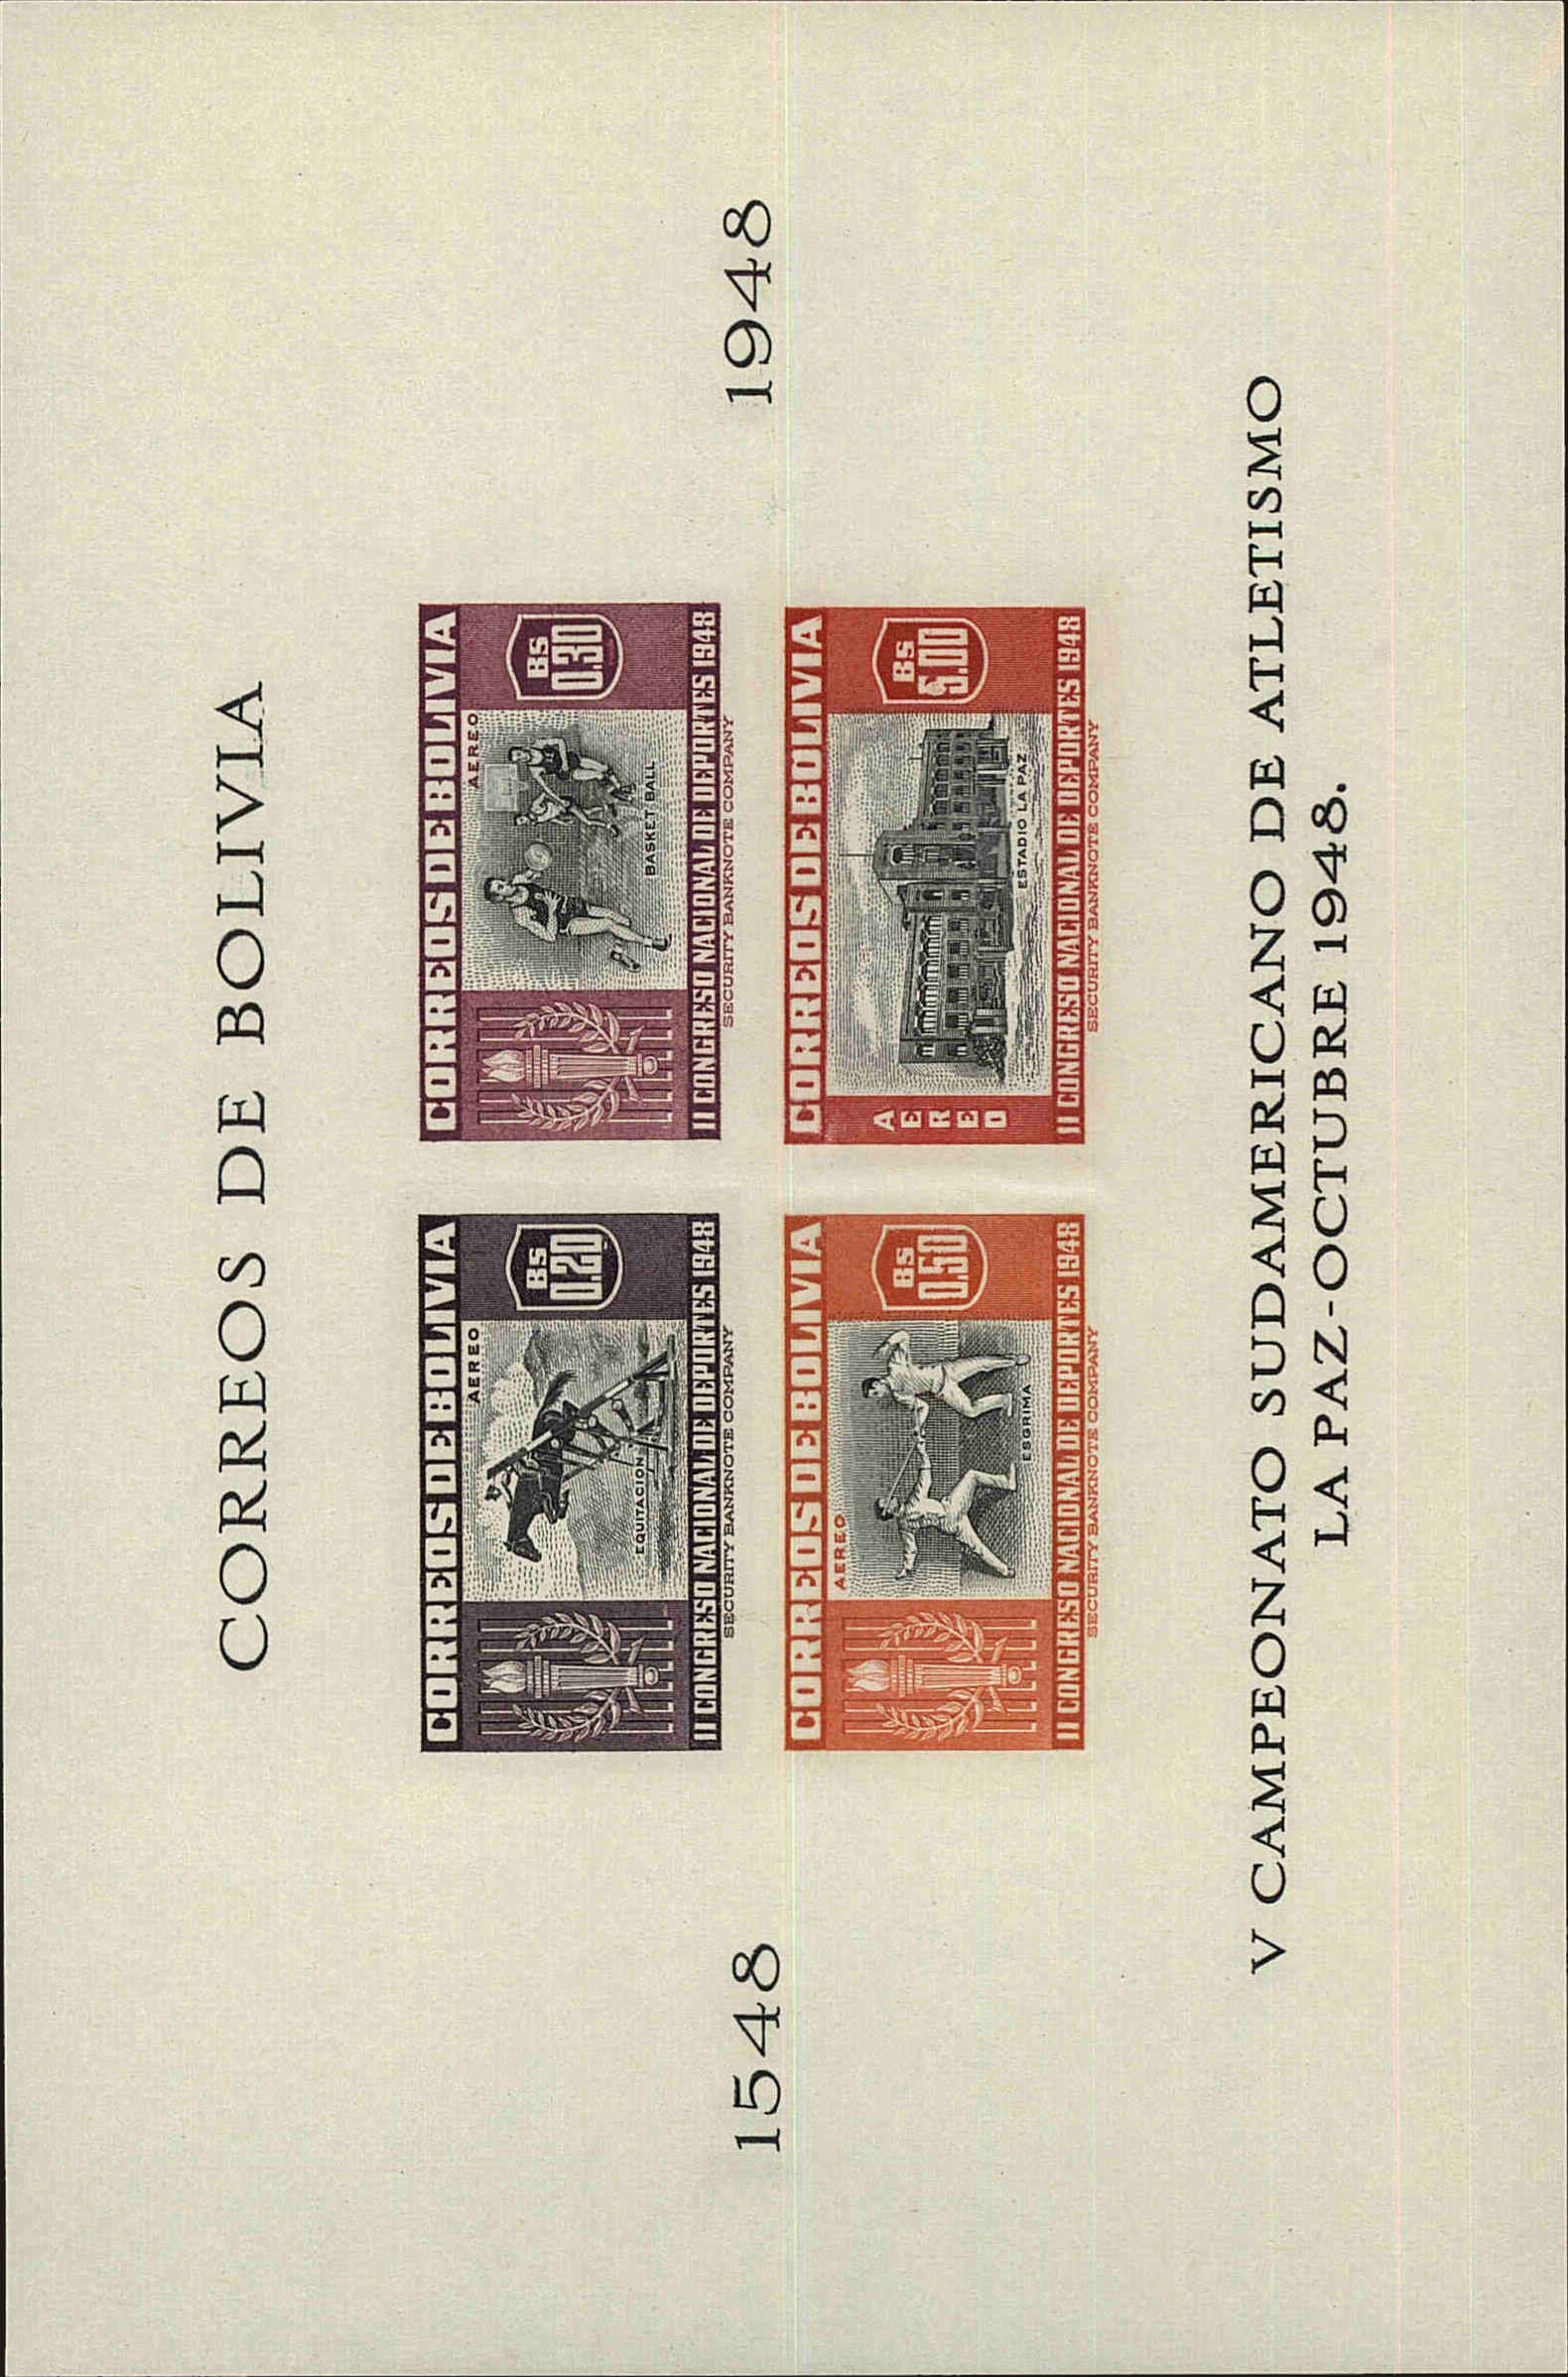 CORREOS DE BOLIVIA
1548
1948
CORREOS DE BOLIVIA
AEREO
Bs
0.20
EQUITACION
II CONGRESO NACIONAL DE DEPORTES 1948
SECURITY BANKNOTE COMPANY
CORREOS DE BOLIVIA
AEREO
Bs
0.30
BASKET BALL
II CONGRESO NACIONAL DE DEPORTES 1948
SECURITY BANKNOTE COMPANY
CORREOS DE BOLIVIA
AEREO
Bs
0.50
ESGRIMA
II CONGRESO NACIONAL DE DEPORTES 1948
SECURITY BANKNOTE COMPANY
CORREOS DE BOLIVIA
AEREO
Bs
5.00
ESTADIO LA PAZ
II CONGRESO NACIONAL DE DEPORTES 1948
SECURITY BANKNOTE COMPANY
V CAMPEONATO SUDAMERICANO DE ATLETISMO
LA PAZ-OCTUBRE 1948.